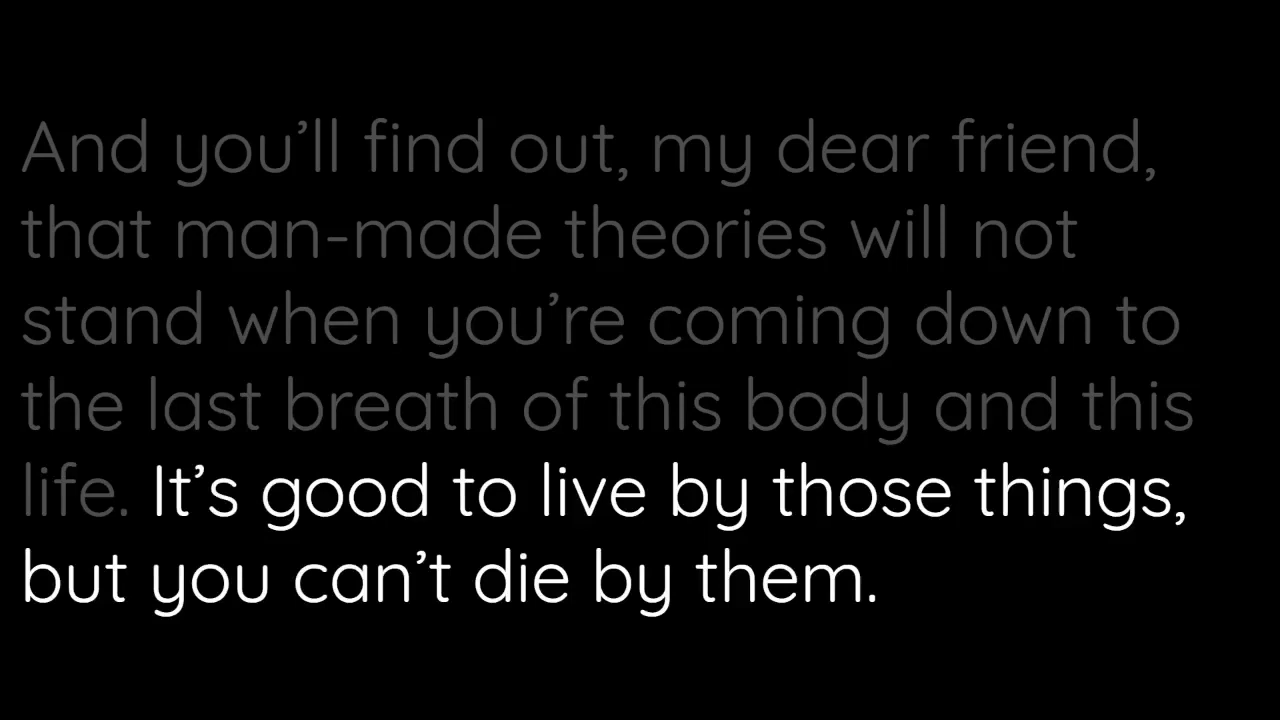 And you’ll find out, my dear friend,
that man-made theories will not
stand when you’re coming down to
the last breath of this body and this
life. It’s good to live by those things,
but you can’t die by them.